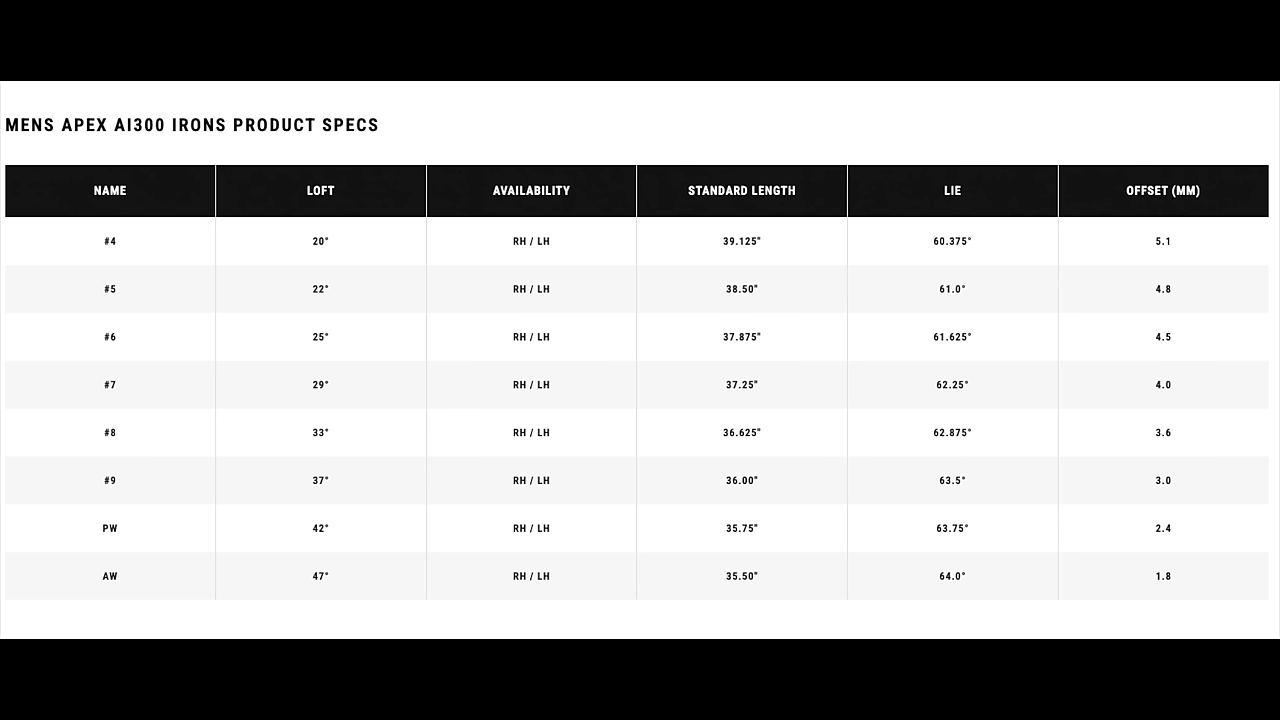 MENS APEX AI300 IRONS PRODUCT SPECS
NAME LOFT AVAILABILITY STANDARD LENGTH LIE OFFSET (MM)
#4 20° RH / LH 39.125" 60.375° 5.1
#5 22° RH / LH 38.50" 61.0° 4.8
#6 25° RH / LH 37.875" 61.625° 4.5
#7 29° RH / LH 37.25" 62.25° 4.0
#8 33° RH / LH 36.625" 62.875° 3.6
#9 37° RH / LH 36.00" 63.5° 3.0
PW 42° RH / LH 35.75" 63.75° 2.4
AW 47° RH / LH 35.50" 64.0° 1.8